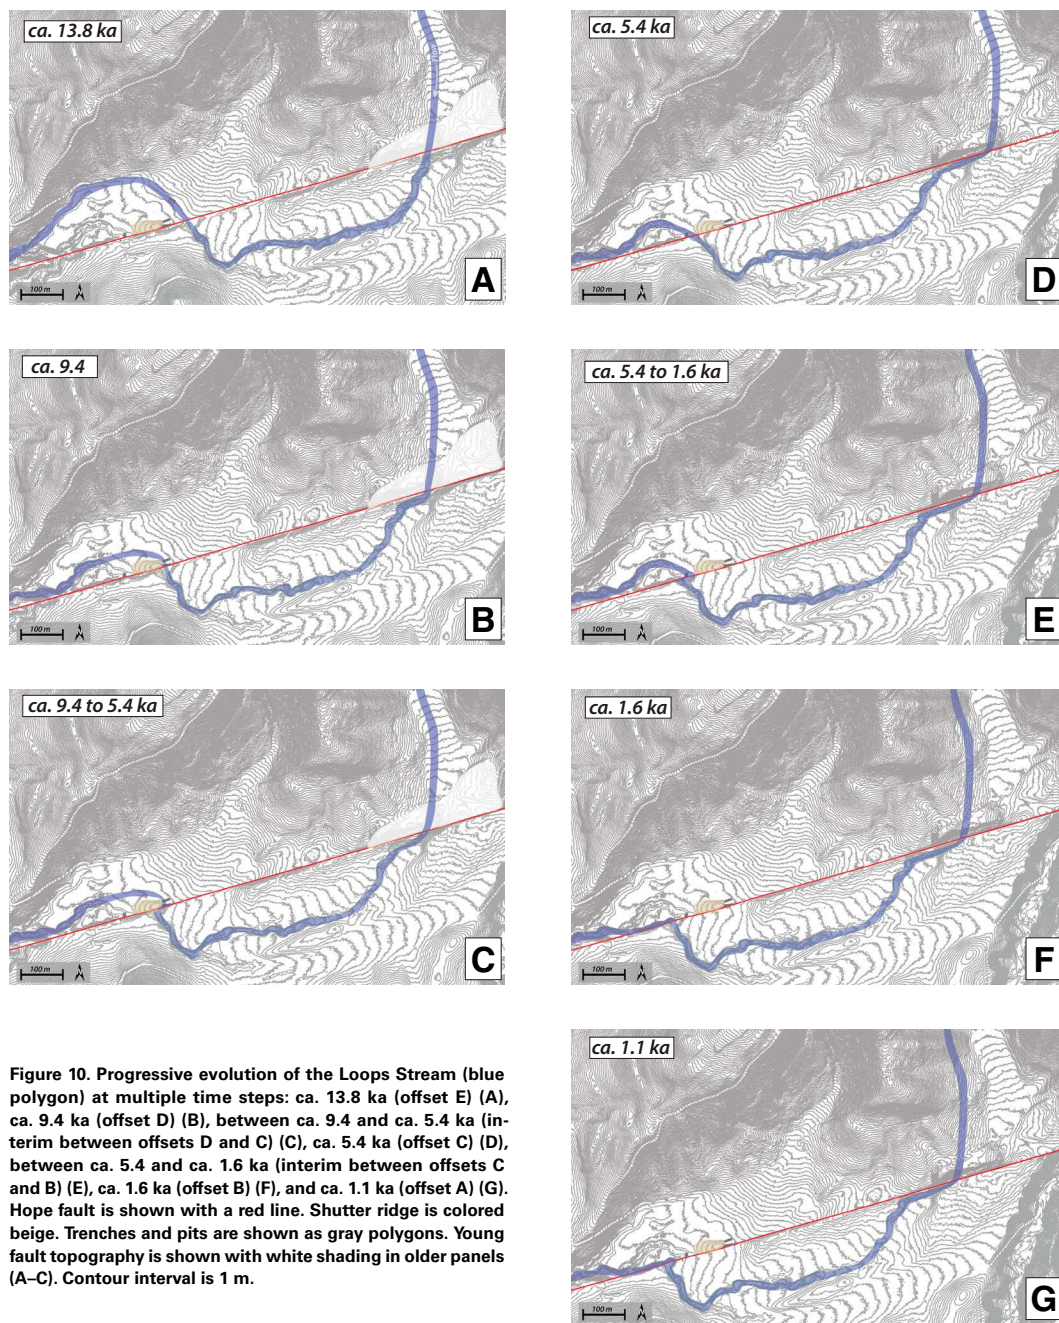 ca. 13.8 ka
100 m
A
ca. 9.4
100 m
B
ca. 9.4 to 5.4 ka
100 m
C
ca. 5.4 ka
100 m
D
ca. 5.4 to 1.6 ka
100 m
E
ca. 1.6 ka
100 m
F
ca. 1.1 ka
100 m
G
Figure 10. Progressive evolution of the Loops Stream (blue
polygon) at multiple time steps: ca. 13.8 ka (offset E) (A),
ca. 9.4 ka (offset D) (B), between ca. 9.4 and ca. 5.4 ka (in-
terim between offsets D and C) (C), ca. 5.4 ka (offset C) (D),
between ca. 5.4 and ca. 1.6 ka (interim between offsets C
and B) (E), ca. 1.6 ka (offset B) (F), and ca. 1.1 ka (offset A) (G).
Hope fault is shown with a red line. Shutter ridge is colored
beige. Trenches and pits are shown as gray polygons. Young
fault topography is shown with white shading in older panels
(A–C). Contour interval is 1 m.